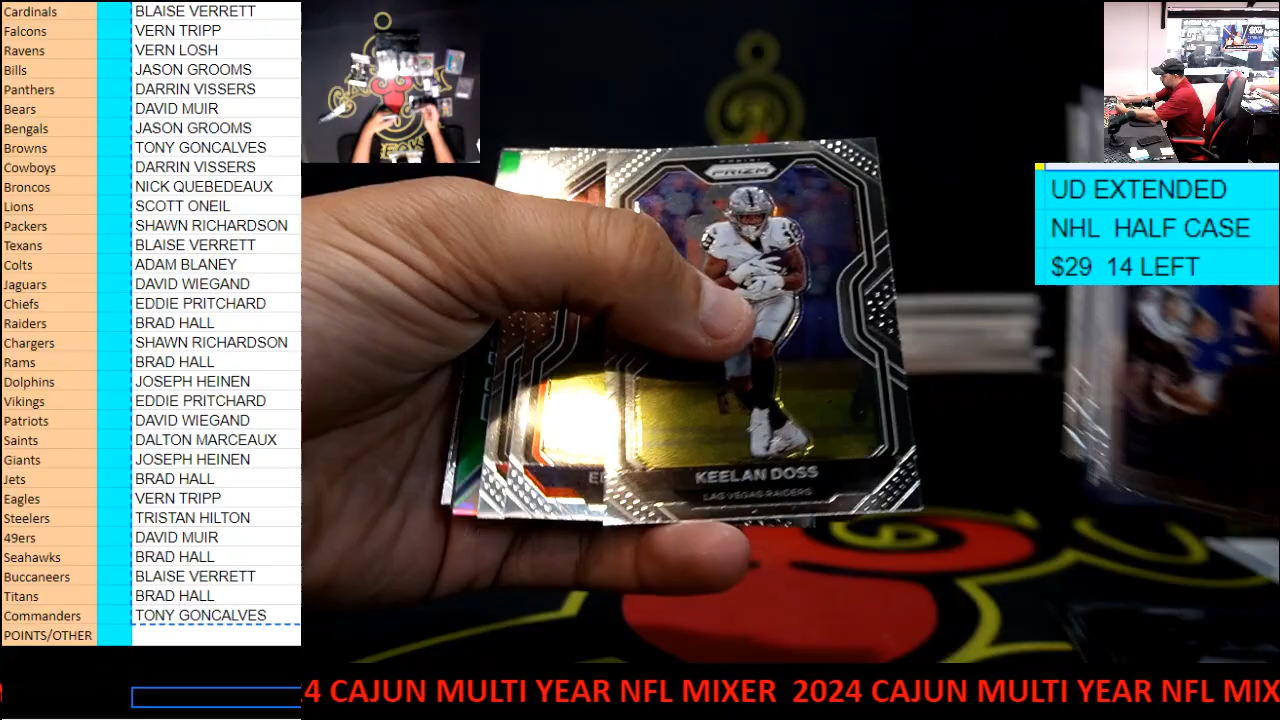 Cardinals BLAISE VERRETT
Falcons VERN TRIPP
Ravens VERN LOSH
Bills JASON GROOMS
Panthers DARRIN VISSERS
Bears DAVID MUIR
Bengals JASON GROOMS
Browns TONY GONCALVES
Cowboys DARRIN VISSERS
Broncos NICK QUEBEDEAUX
Lions SCOTT ONEIL
Packers SHAWN RICHARDSON
Texans BLAISE VERRETT
Colts ADAM BLANEY
Jaguars DAVID WIEGAND
Chiefs EDDIE PRITCHARD
Raiders BRAD HALL
Chargers SHAWN RICHARDSON
Rams BRAD HALL
Dolphins JOSEPH HEINEN
Vikings EDDIE PRITCHARD
Patriots DAVID WIEGAND
Saints DALTON MARCEAUX
Giants JOSEPH HEINEN
Jets BRAD HALL
Eagles VERN TRIPP
Steelers TRISTAN HILTON
49ers DAVID MUIR
Seahawks BRAD HALL
Buccaneers BLAISE VERRETT
Titans BRAD HALL
Commanders TONY GONCALVES
POINTS/OTHER
UD EXTENDED
NHL HALF CASE
$29 14 LEFT
PANINI
PRIZM
KEELAN DOSS
LAS VEGAS RAIDERS
4 CAJUN MULTI YEAR NFL MIXER 2024 CAJUN MULTI YEAR NFL MIX